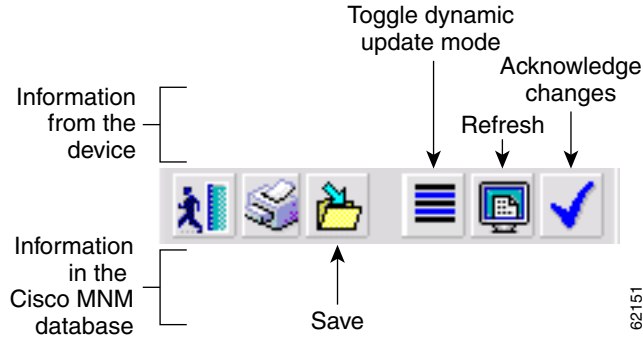 Toggle dynamic
update mode
Acknowledge
changes
Information
from the
device
Refresh
Information
in the
Cisco MNM
database
Save
62151